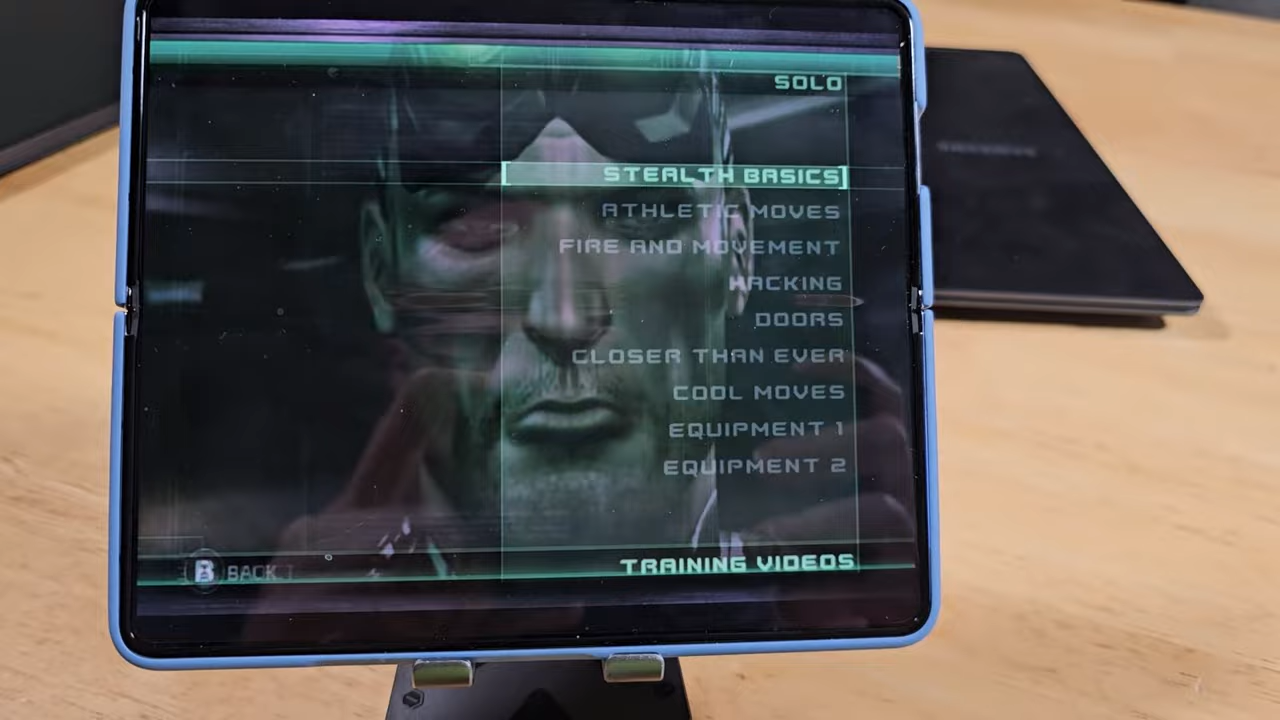 SOLO
STEALTH BASICS
ATHLETIC MOVES
FIRE AND MOVEMENT
HACKING
DOORS
CLOSER THAN EVER
COOL MOVES
EQUIPMENT 1
EQUIPMENT 2
TRAINING VIDEOS
B BACK